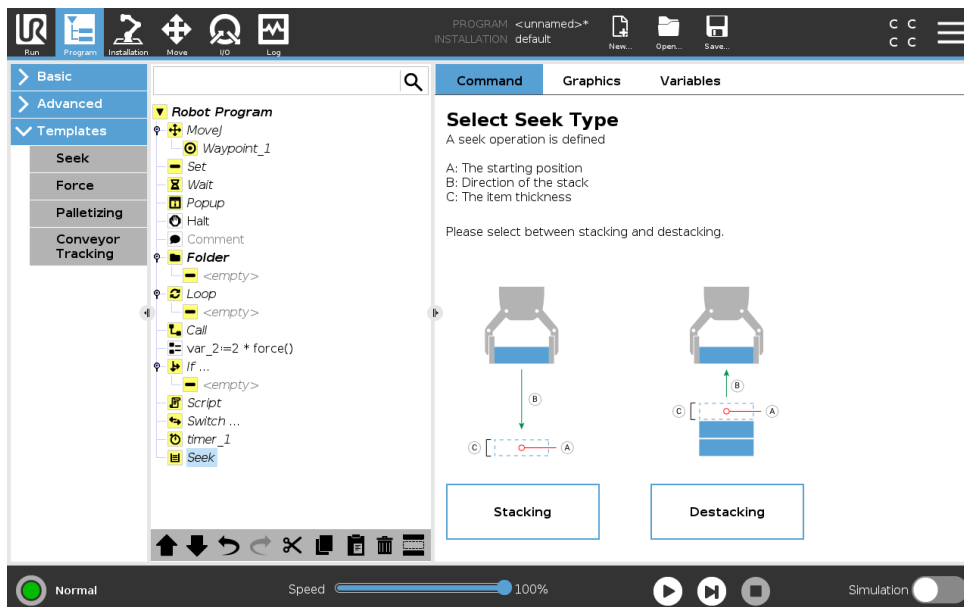 UR
PROGRAM <unnamed>*
INSTALLATION default
Run Program Installation Move I/O Log New... Open... Save...
C C
C C
Basic
Advanced
Templates
Seek
Force
Palletizing
Conveyor
Tracking
Robot Program
MoveJ
Waypoint_1
Set
Wait
Popup
Halt
Comment
Folder
<empty>
Loop
<empty>
Call
var_2:=2 * force()
If ...
<empty>
Script
Switch ...
timer_1
Seek
Command Graphics Variables
Select Seek Type
A seek operation is defined
A: The starting position
B: Direction of the stack
C: The item thickness
Please select between stacking and destacking.
B
C A
B
C A
Stacking Destacking
Normal Speed 100% Simulation